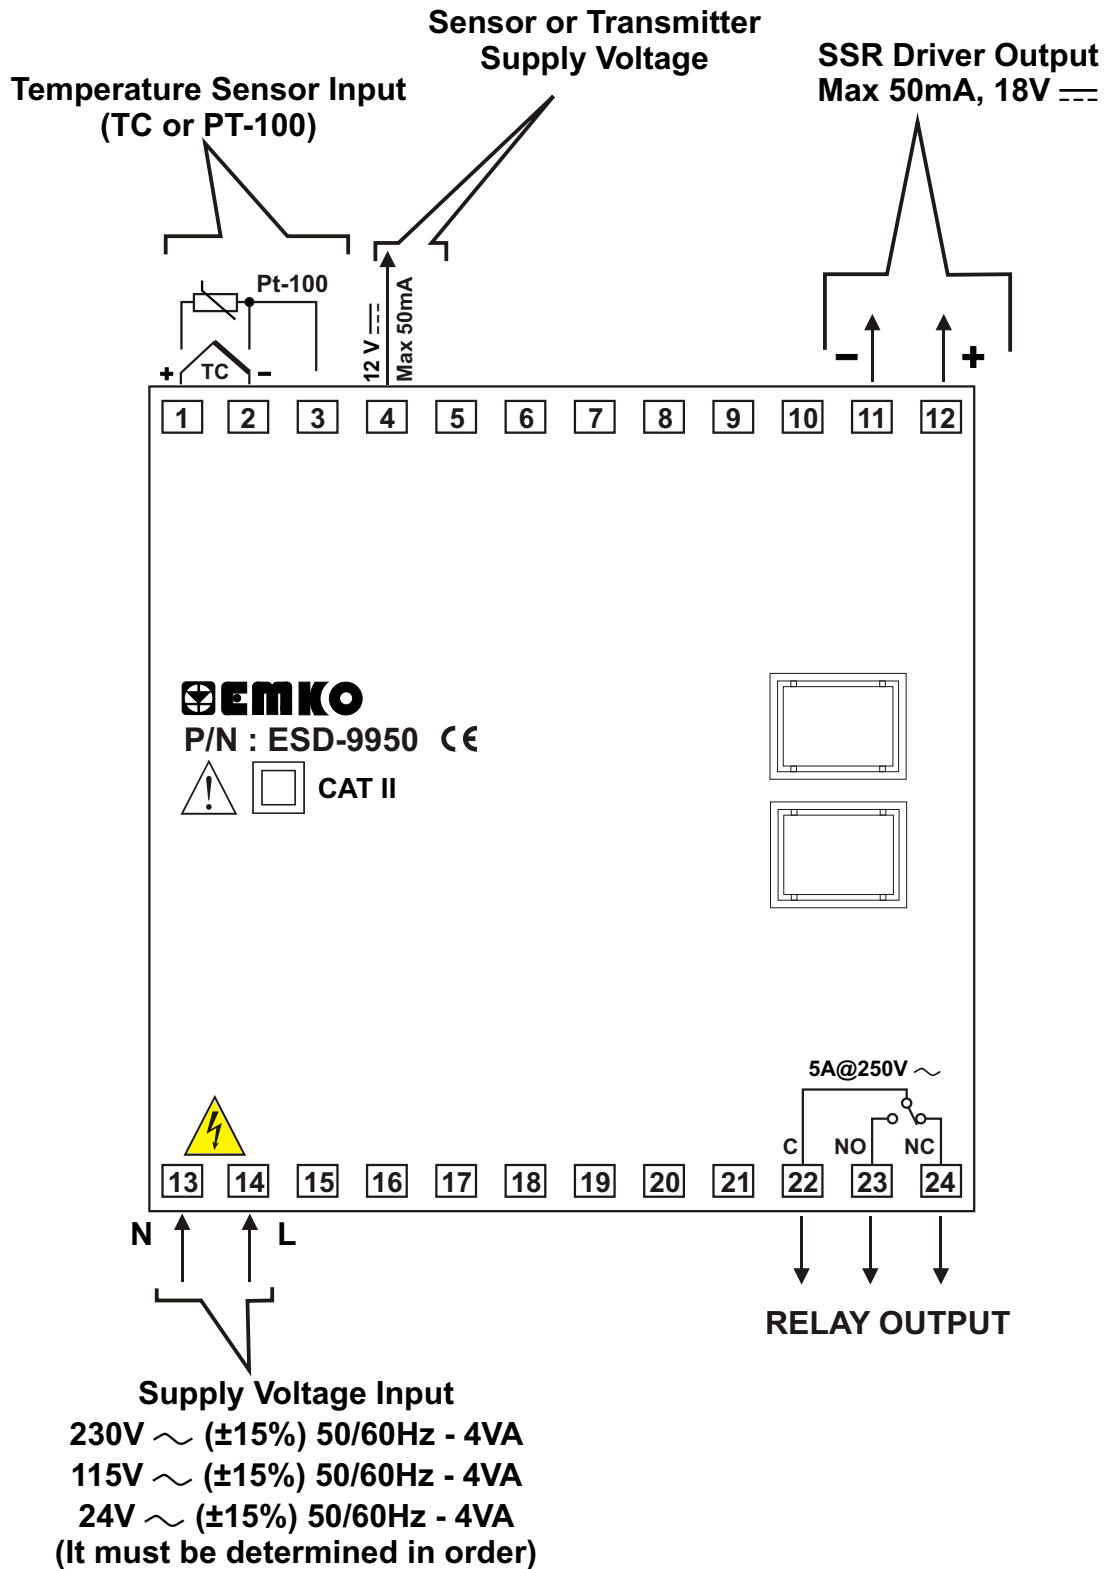 Sensor or Transmitter
Supply Voltage
SSR Driver Output
Max 50mA, 18V
Temperature Sensor Input
(TC or PT-100)
Pt-100
12 V
Max 50mA
+ TC −
− +
1 2 3 4 5 6 7 8 9 10 11 12
EMKO
P/N : ESD-9950 CE
! CAT II
5A@250V ~
C NO NC
13 14 15 16 17 18 19 20 21 22 23 24
N L
RELAY OUTPUT
Supply Voltage Input
230V ~ (±15%) 50/60Hz - 4VA
115V ~ (±15%) 50/60Hz - 4VA
24V ~ (±15%) 50/60Hz - 4VA
(It must be determined in order)